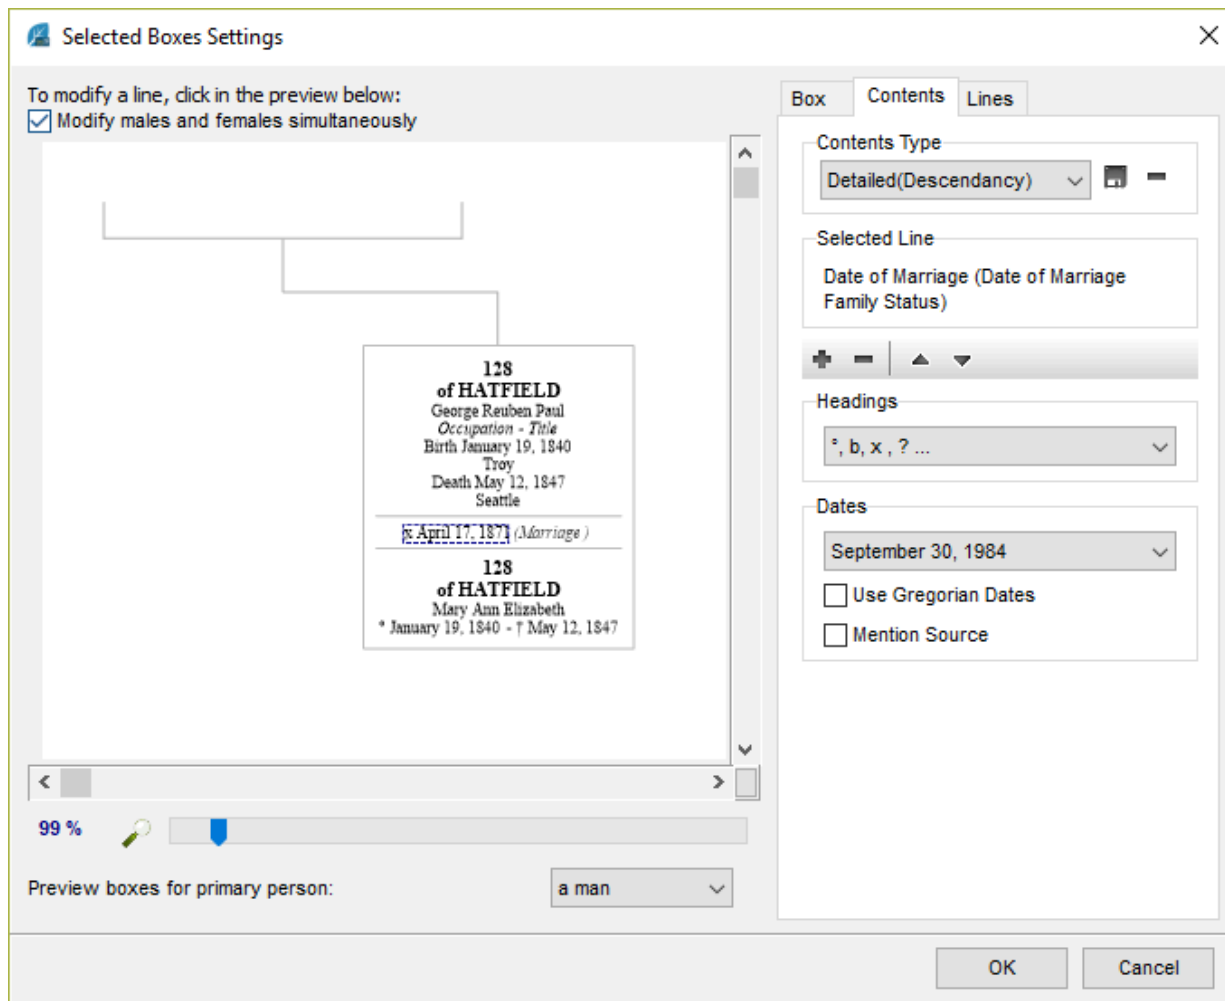 Selected Boxes Settings
To modify a line, click in the preview below:
Modify males and females simultaneously
128
of HATFIELD
George Reuben Paul
Occupation - Title
Birth January 19, 1840
Troy
Death May 12, 1847
Seattle
x April 17, 1871 (Marriage )
128
of HATFIELD
Mary Ann Elizabeth
* January 19, 1840 - † May 12, 1847
99 %
Preview boxes for primary person:
a man
Box
Contents
Lines
Contents Type
Detailed(Descendancy)
Selected Line
Date of Marriage (Date of Marriage
Family Status)
Headings
°, b, x , ? ...
Dates
September 30, 1984
Use Gregorian Dates
Mention Source
OK
Cancel